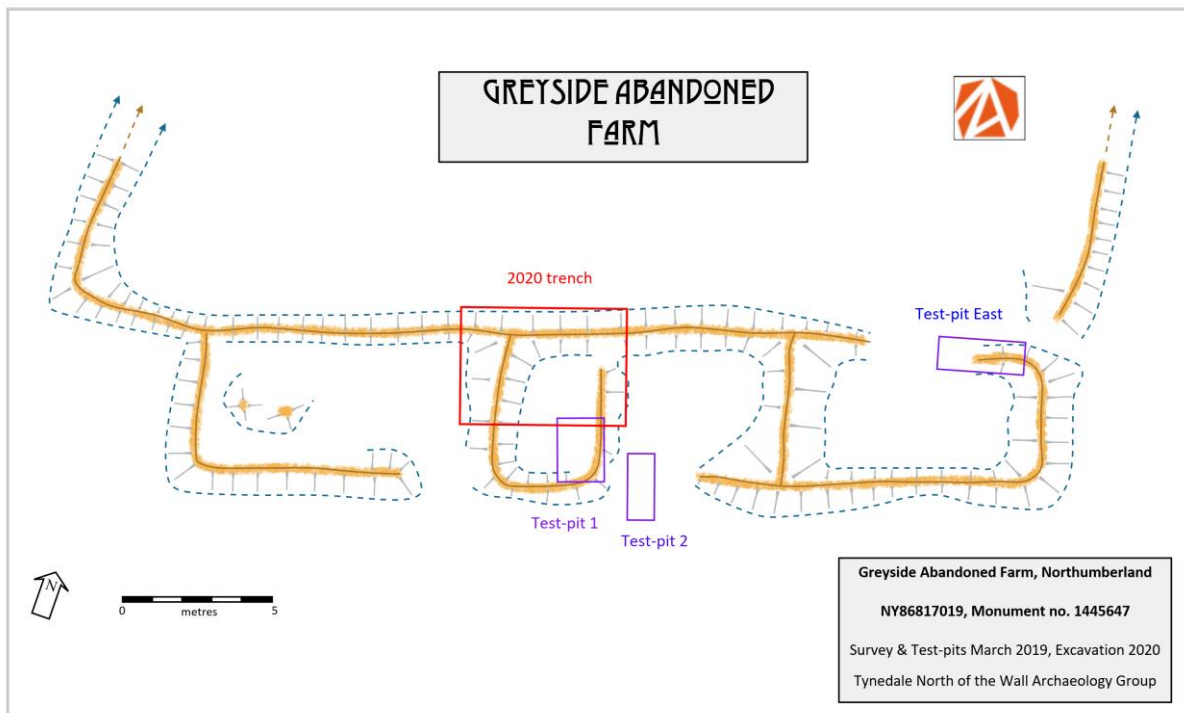 GREYSIDE ABANDONED
FARM
2020 trench
Test-pit East
Test-pit 1
Test-pit 2
N
0 metres 5
Greyside Abandoned Farm, Northumberland
NY86817019, Monument no. 1445647
Survey & Test-pits March 2019, Excavation 2020
Tynedale North of the Wall Archaeology Group